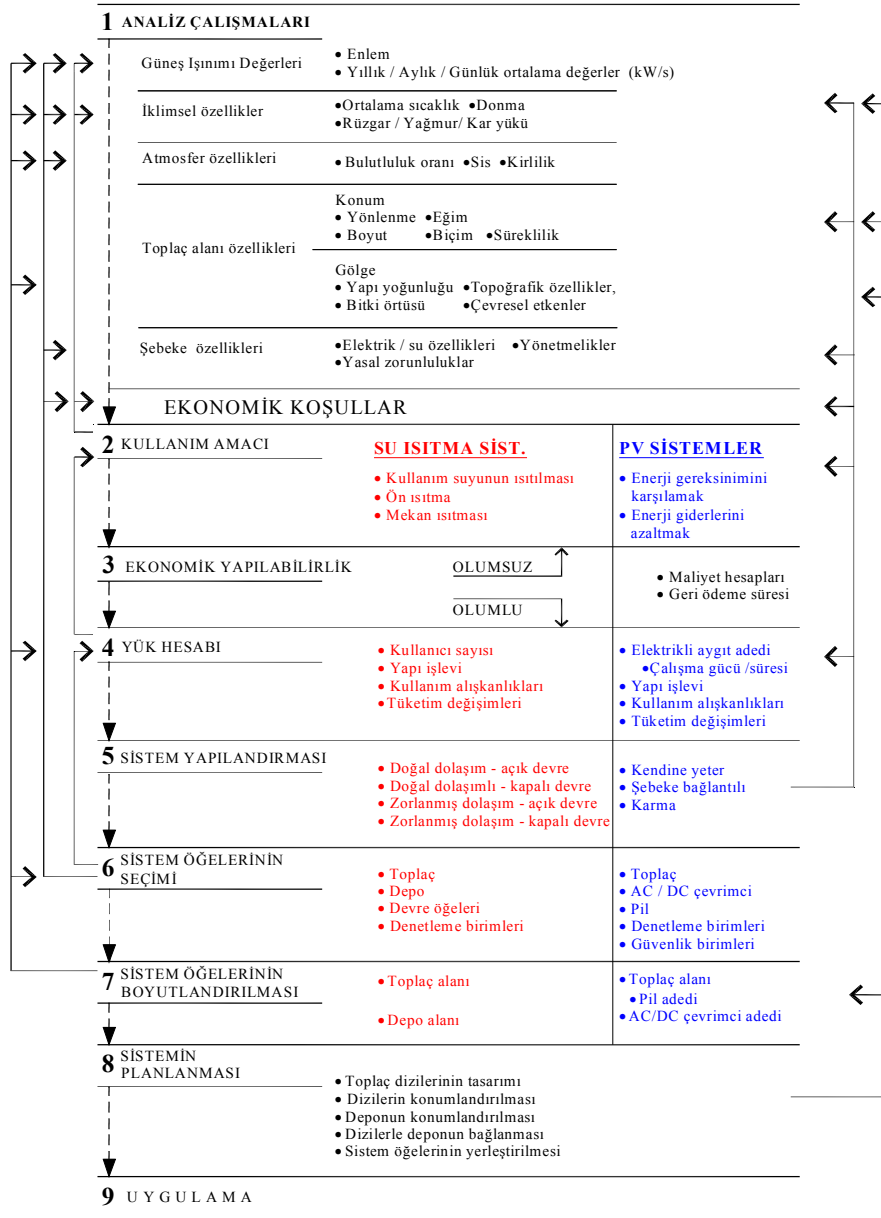 1 ANALİZ ÇALIŞMALARI
Güneş Işınımı Değerleri
• Enlem
• Yıllık / Aylık / Günlük ortalama değerler (kW/s)
İklimsel özellikler
•Ortalama sıcaklık •Donma
•Rüzgar / Yağmur/ Kar yükü
Atmosfer özellikleri
• Bulutluluk oranı •Sis •Kirlilik
Toplaç alanı özellikleri
Konum
• Yönlenme •Eğim
• Boyut •Biçim •Süreklilik
Gölge
• Yapı yoğunluğu •Topoğrafik özellikler,
• Bitki örtüsü •Çevresel etkenler
Şebeke özellikleri
•Elektrik / su özellikleri •Yönetmelikler
•Yasal zorunluluklar
EKONOMİK KOŞULLAR
2 KULLANIM AMACI
SU ISITMA SİST.
• Kullanım suyunun ısıtılması
• Ön ısıtma
• Mekan ısıtması
PV SİSTEMLER
• Enerji gereksinimini
karşılamak
• Enerji giderlerini
azaltmak
3 EKONOMİK YAPILABİLİRLİK
OLUMSUZ
OLUMLU
• Maliyet hesapları
• Geri ödeme süresi
4 YÜK HESABI
• Kullanıcı sayısı
• Yapı işlevi
• Kullanım alışkanlıkları
•Tüketim değişimleri
• Elektrikli aygıt adedi
•Çalışma gücü /süresi
• Yapı işlevi
• Kullanım alışkanlıkları
• Tüketim değişimleri
5 SİSTEM YAPILANDIRMASI
• Doğal dolaşım - açık devre
• Doğal dolaşımlı - kapalı devre
• Zorlanmış dolaşım - açık devre
• Zorlanmış dolaşım - kapalı devre
• Kendine yeter
• Şebeke bağlantılı
• Karma
6 SİSTEM ÖĞELERİNİN
SEÇİMİ
• Toplaç
• Depo
• Devre öğeleri
• Denetleme birimleri
• Toplaç
• AC / DC çevrimci
• Pil
• Denetleme birimleri
• Güvenlik birimleri
7 SİSTEM ÖĞELERİNİN
BOYUTLANDIRILMASI
• Toplaç alanı
• Depo alanı
• Toplaç alanı
• Pil adedi
• AC/DC çevrimci adedi
8 SİSTEMİN
PLANLANMASI
• Toplaç dizilerinin tasarımı
• Dizilerin konumlandırılması
• Deponun konumlandırılması
• Dizilerle deponun bağlanması
• Sistem öğelerinin yerleştirilmesi
9 UYGULAMA